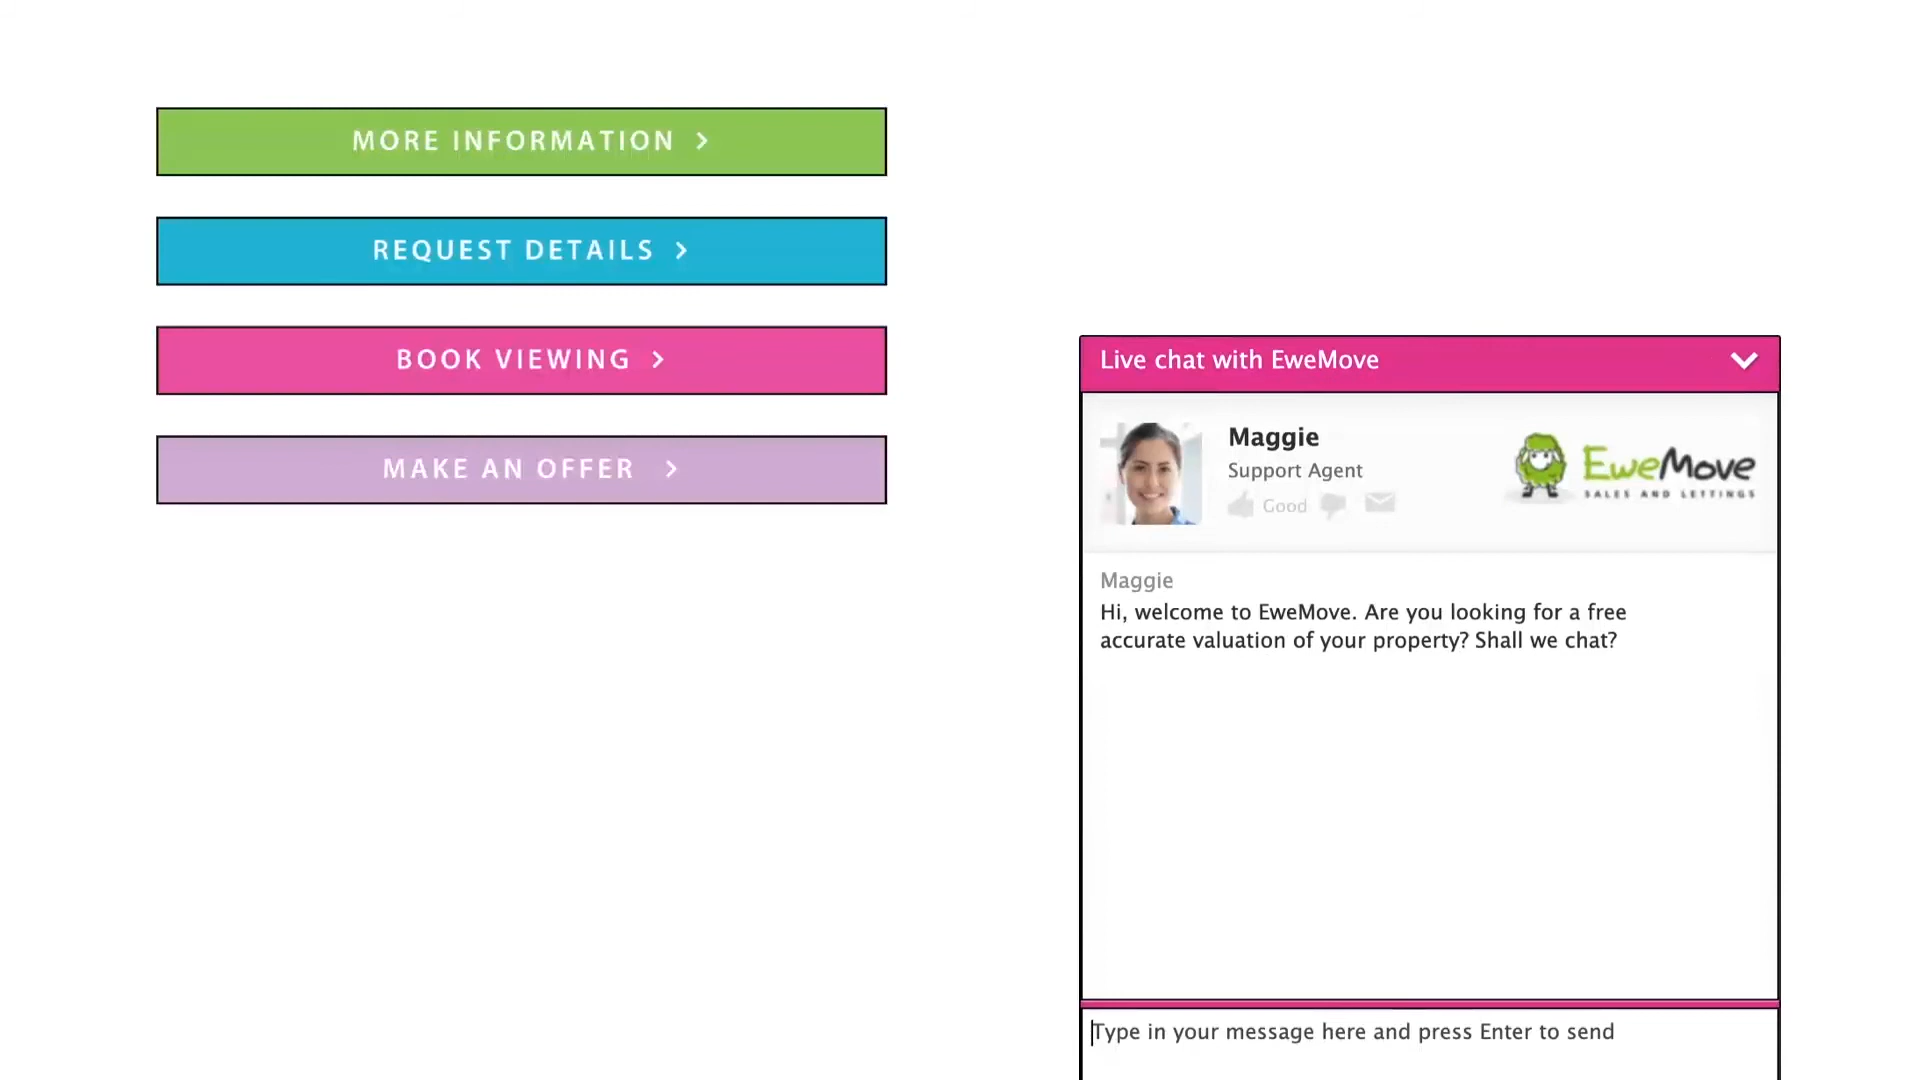 MORE INFORMATION >
REQUEST DETAILS >
BOOK VIEWING >
MAKE AN OFFER >
Live chat with EweMove
Maggie
Support Agent
Good
EweMove
SALES AND LETTINGS
Maggie
Hi, welcome to EweMove. Are you looking for a free
accurate valuation of your property? Shall we chat?
Type in your message here and press Enter to send